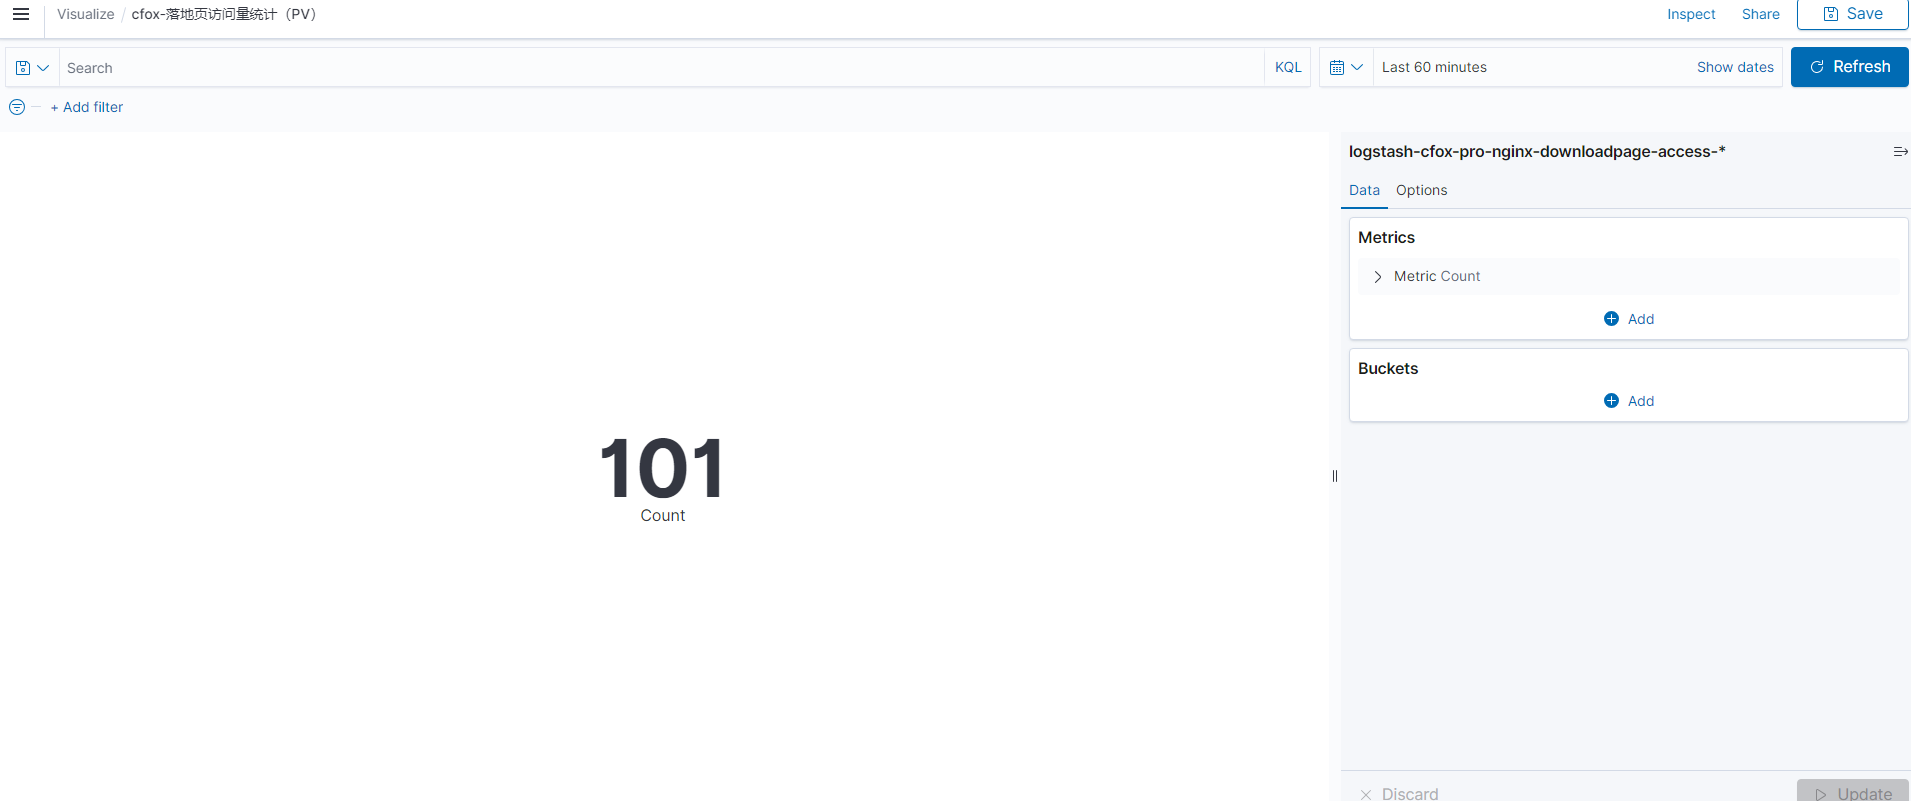 Visualize / cfox-落地页访问量统计（PV）
Inspect Share Save
Search KQL Last 60 minutes Show dates Refresh
+ Add filter
logstash-cfox-pro-nginx-downloadpage-access-*
Data Options
Metrics
Metric Count
Add
Buckets
Add
101
Count
Discard Update